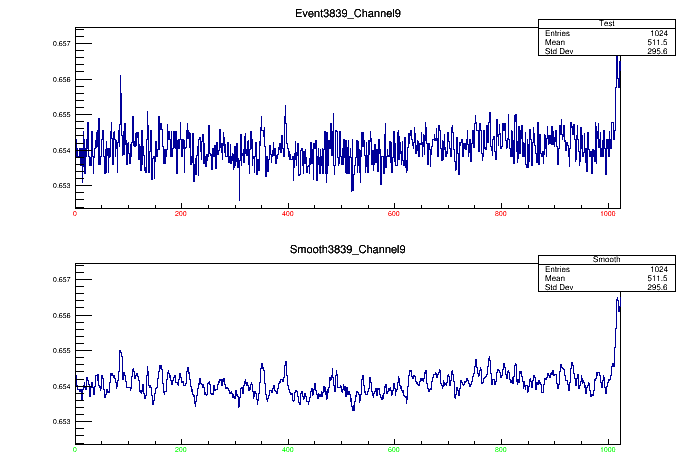 Event3839_Channel9
Test
Entries 1024
Mean 511.5
Std Dev 295.6
0.657
0.656
0.655
0.654
0.653
0 200 400 600 800 1000
Smooth3839_Channel9
Smooth
Entries 1024
Mean 511.5
Std Dev 295.6
0.657
0.656
0.655
0.654
0.653
0 200 400 600 800 1000